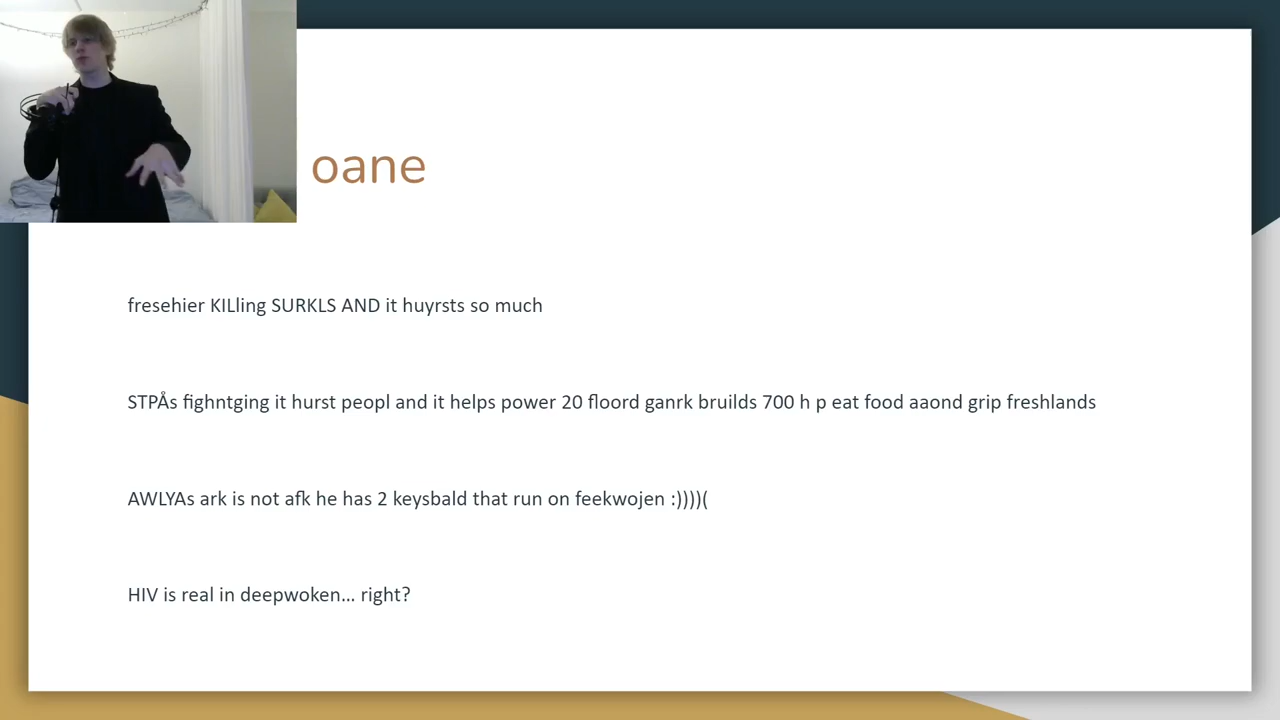 oane
fresehier KILling SURKLS AND it huyrsts so much
STPÅs fighntging it hurst peopl and it helps power 20 floord ganrk bruilds 700 h p eat food aaond grip freshlands
AWLYAs ark is not afk he has 2 keysbald that run on feekwojen :))))(
HIV is real in deepwoken... right?